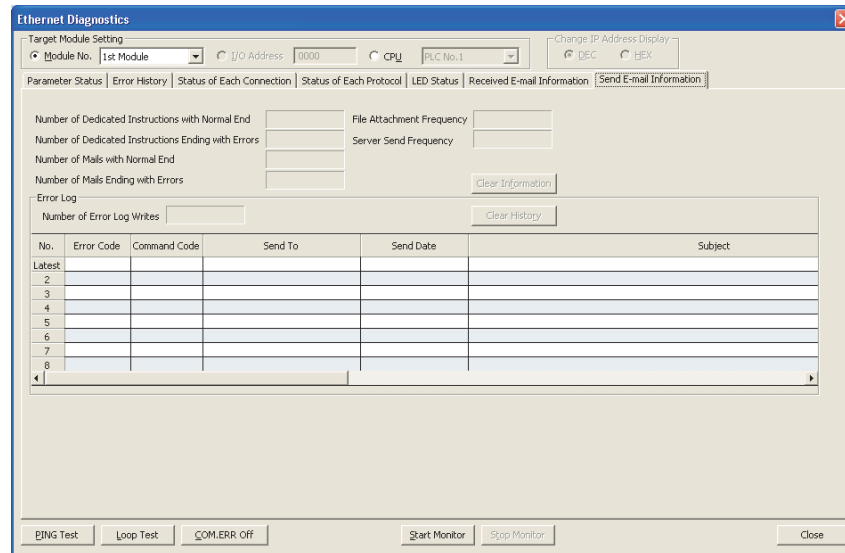 Ethernet Diagnostics
Target Module Setting
Module No. 1st Module I/O Address 0000 CPU PLC No.1
Change IP Address Display
DEC HEX
Parameter Status Error History Status of Each Connection Status of Each Protocol LED Status Received E-mail Information Send E-mail Information
Number of Dedicated Instructions with Normal End File Attachment Frequency
Number of Dedicated Instructions Ending with Errors Server Send Frequency
Number of Mails with Normal End
Number of Mails Ending with Errors Clear Information
Error Log
Number of Error Log Writes Clear History
No. Error Code Command Code Send To Send Date Subject
Latest
2
3
4
5
6
7
8
PING Test Loop Test COM.ERR Off Start Monitor Stop Monitor Close